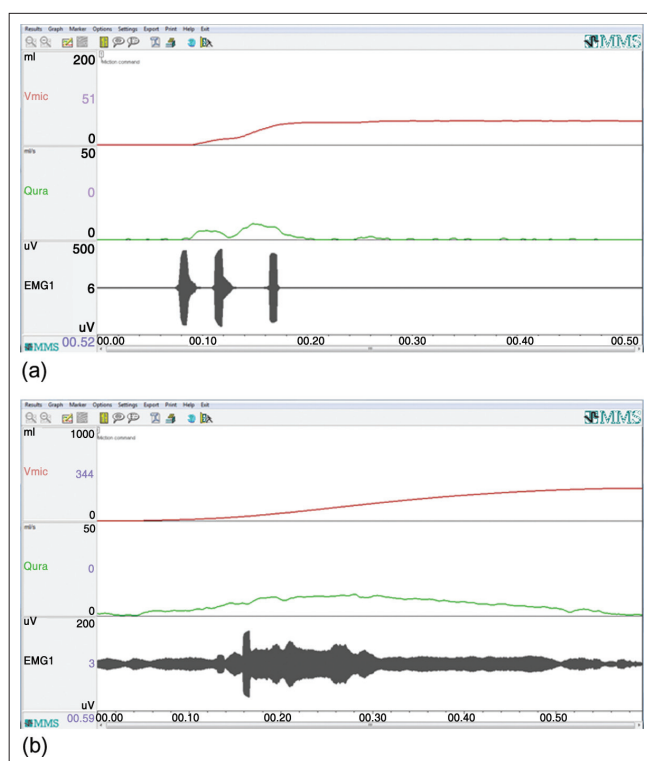 Results Graph Marker Options Settings Export Print Help Exit
MMS
ml 200
Miction command
Vmic 51
0
ml/s 50
Qura 0
0
uV 500
EMG1 6
uV
MMS 00.52 00.00 00.10 00.20 00.30 00.40 00.50
(a)
Results Graph Marker Options Settings Export Print Help Exit
MMS
ml 1000
Miction command
Vmic 344
0
ml/s 50
Qura 0
0
uV 200
EMG1 3
uV
MMS 00.59 00.00 00.10 00.20 00.30 00.40 00.50
(b)